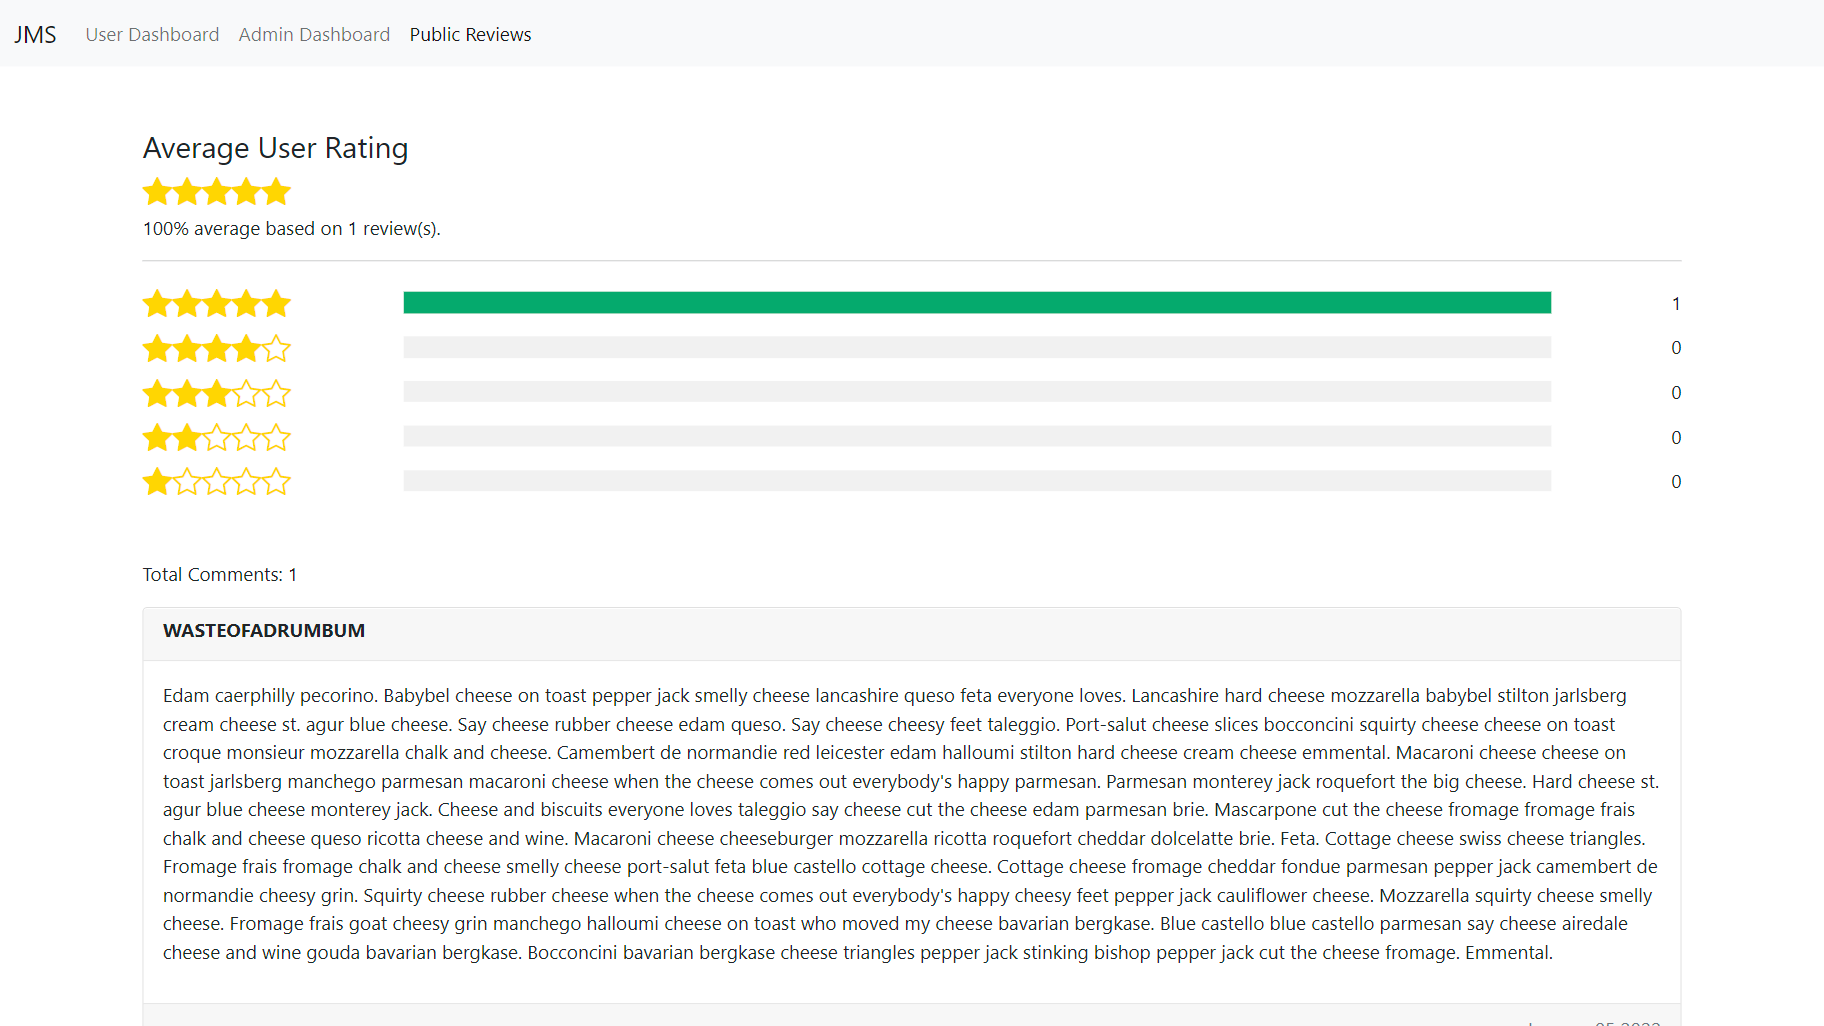 JMS User Dashboard Admin Dashboard Public Reviews
Average User Rating
100% average based on 1 review(s).
1
0
0
0
0
Total Comments: 1
WASTEOFADRUMBUM
Edam caerphilly pecorino. Babybel cheese on toast pepper jack smelly cheese lancashire queso feta everyone loves. Lancashire hard cheese mozzarella babybel stilton jarlsberg
cream cheese st. agur blue cheese. Say cheese rubber cheese edam queso. Say cheese cheesy feet taleggio. Port-salut cheese slices bocconcini squirty cheese cheese on toast
croque monsieur mozzarella chalk and cheese. Camembert de normandie red leicester edam halloumi stilton hard cheese cream cheese emmental. Macaroni cheese cheese on
toast jarlsberg manchego parmesan macaroni cheese when the cheese comes out everybody's happy parmesan. Parmesan monterey jack roquefort the big cheese. Hard cheese st.
agur blue cheese monterey jack. Cheese and biscuits everyone loves taleggio say cheese cut the cheese edam parmesan brie. Mascarpone cut the cheese fromage fromage frais
chalk and cheese queso ricotta cheese and wine. Macaroni cheese cheeseburger mozzarella ricotta roquefort cheddar dolcelatte brie. Feta. Cottage cheese swiss cheese triangles.
Fromage frais fromage chalk and cheese smelly cheese port-salut feta blue castello cottage cheese. Cottage cheese fromage cheddar fondue parmesan pepper jack camembert de
normandie cheesy grin. Squirty cheese rubber cheese when the cheese comes out everybody's happy cheesy feet pepper jack cauliflower cheese. Mozzarella squirty cheese smelly
cheese. Fromage frais goat cheesy grin manchego halloumi cheese on toast who moved my cheese bavarian bergkase. Blue castello blue castello parmesan say cheese airedale
cheese and wine gouda bavarian bergkase. Bocconcini bavarian bergkase cheese triangles pepper jack stinking bishop pepper jack cut the cheese fromage. Emmental.